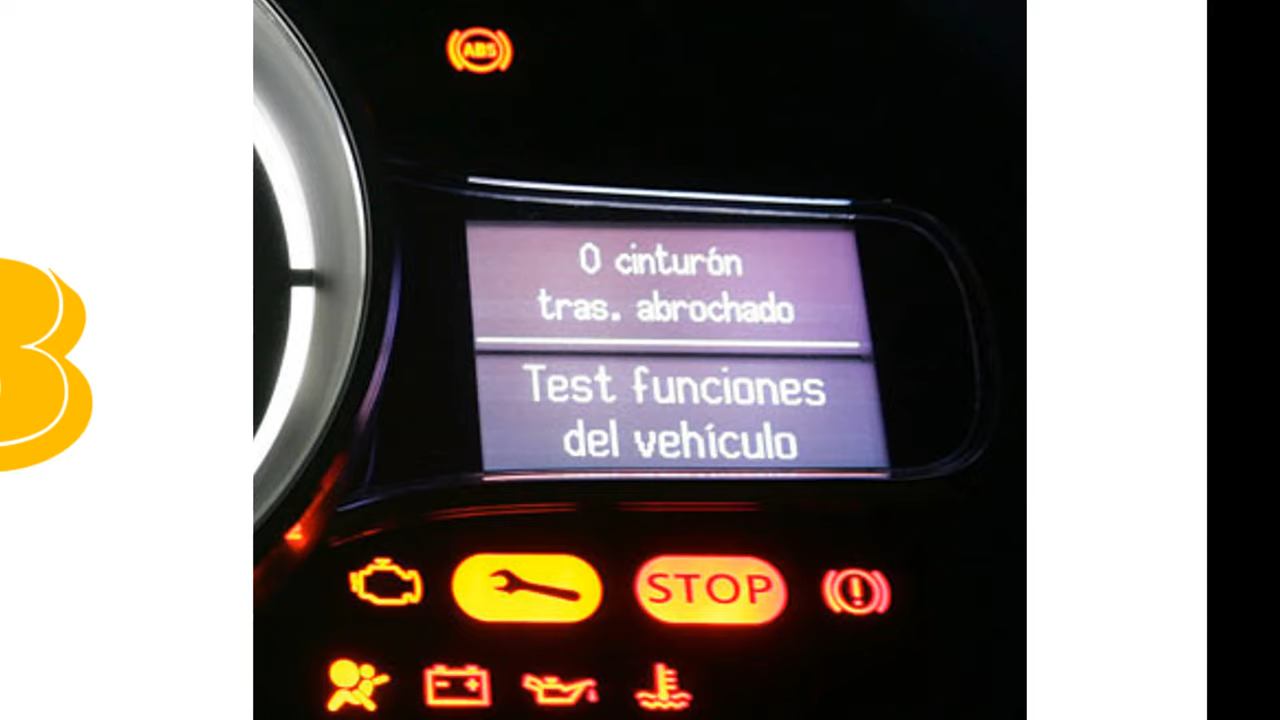 ABS
0 cinturón
tras. abrochado
Test funciones
del vehículo
STOP
B